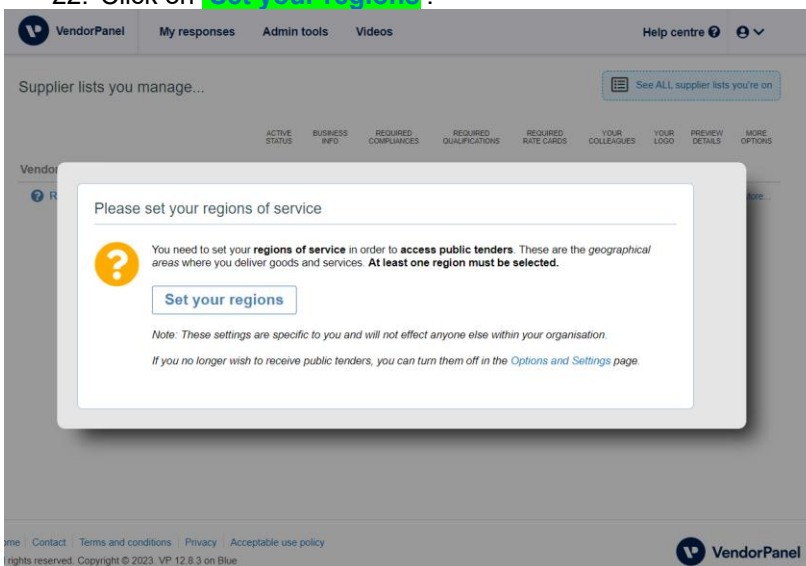 22. Click on 'Set your regions'.
VendorPanel My responses Admin tools Videos Help centre
Supplier lists you manage...
See ALL supplier lists you're on
ACTIVE STATUS BUSINESS INFO REQUIRED COMPLIANCES REQUIRED QUALIFICATIONS REQUIRED RATE CARDS YOUR COLLEAGUES YOUR LOGO PREVIEW DETAILS MORE OPTIONS
Please set your regions of service
You need to set your regions of service in order to access public tenders. These are the geographical
areas where you deliver goods and services. At least one region must be selected.
Set your regions
Note: These settings are specific to you and will not effect anyone else within your organisation.
If you no longer wish to receive public tenders, you can turn them off in the Options and Settings page.
Contact Terms and conditions Privacy Acceptable use policy
rights reserved. Copyright © 2023. VP 12.8.3 on Blue
VendorPanel